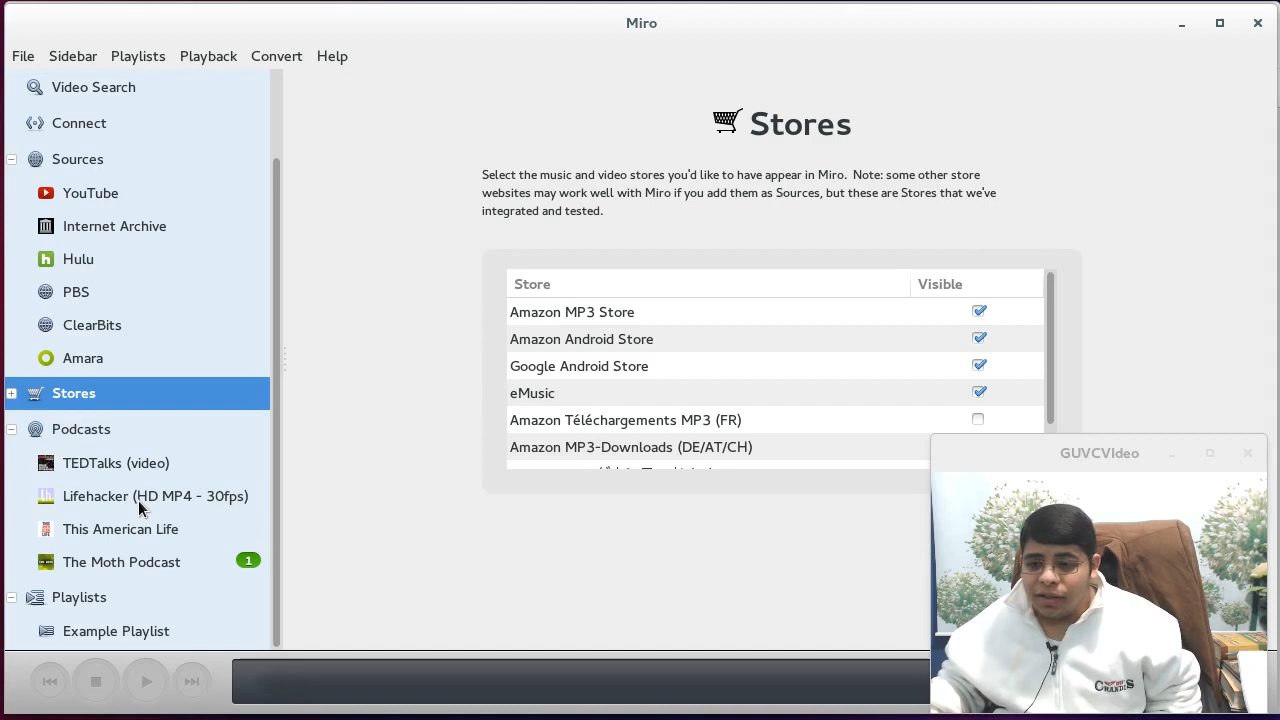 Miro
File Sidebar Playlists Playback Convert Help
Video Search
Connect
Sources
YouTube
Internet Archive
Hulu
PBS
ClearBits
Amara
Stores
Podcasts
TEDTalks (video)
Lifehacker (HD MP4 - 30fps)
This American Life
The Moth Podcast 1
Playlists
Example Playlist
Stores
Select the music and video stores you'd like to have appear in Miro. Note: some other store
websites may work well with Miro if you add them as Sources, but these are Stores that we've
integrated and tested.
Store Visible
Amazon MP3 Store
Amazon Android Store
Google Android Store
eMusic
Amazon Téléchargements MP3 (FR)
Amazon MP3-Downloads (DE/AT/CH)
GUVCVIdeo